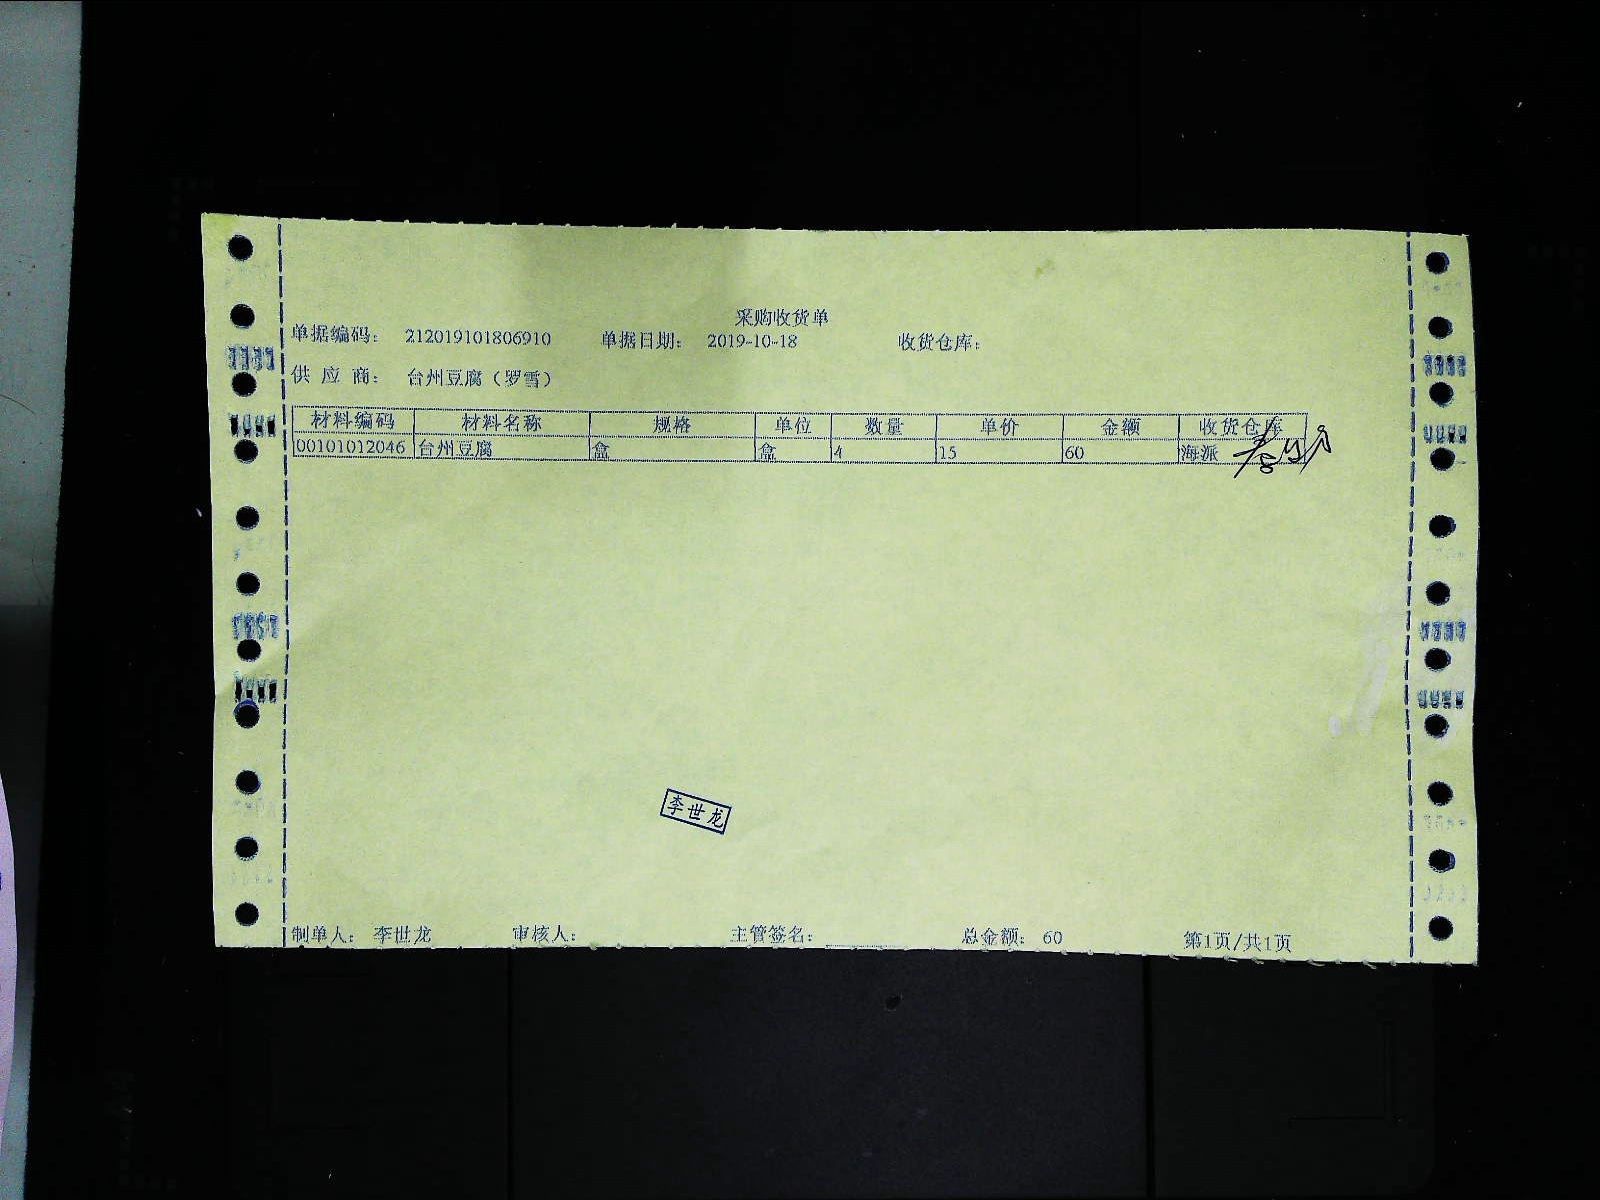 采购收货单
单据编码： 212019101806910 单据日期： 2019-10-18 收货仓库：
供 应 商： 台州豆腐（罗雪）
材料编码 材料名称 规格 单位 数量 单价 金额 收货仓库
00101012046 台州豆腐 盒 盒 4 15 60 海派
李世龙
制单人： 李世龙 审核人： 主管签名： 总金额： 60 第1页/共1页